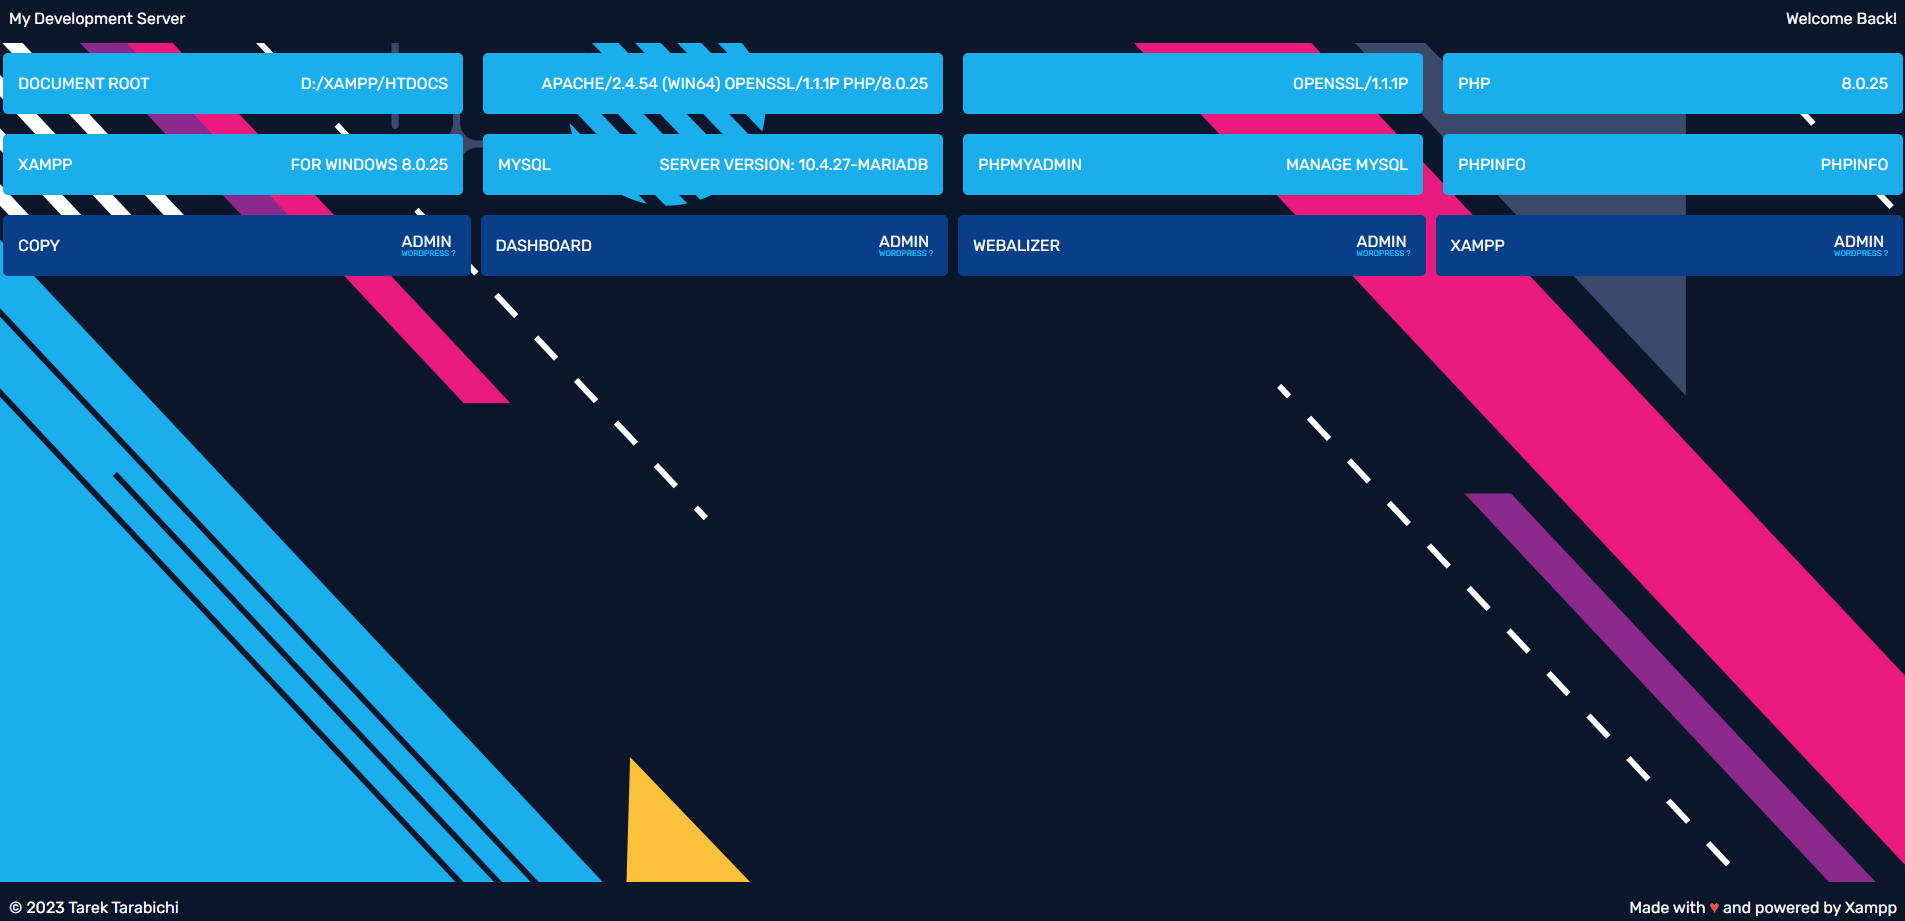 My Development Server
Welcome Back!
DOCUMENT ROOT
D:/XAMPP/HTDOCS
APACHE/2.4.54 (WIN64) OPENSSL/1.1.1P PHP/8.0.25
OPENSSL/1.1.1P
PHP
8.0.25
XAMPP
FOR WINDOWS 8.0.25
MYSQL
SERVER VERSION: 10.4.27-MARIADB
PHPMYADMIN
MANAGE MYSQL
PHPINFO
PHPINFO
COPY
ADMIN
WORDPRESS ?
DASHBOARD
ADMIN
WORDPRESS ?
WEBALIZER
ADMIN
WORDPRESS ?
XAMPP
ADMIN
WORDPRESS ?
© 2023 Tarek Tarabichi
Made with ♥ and powered by Xampp